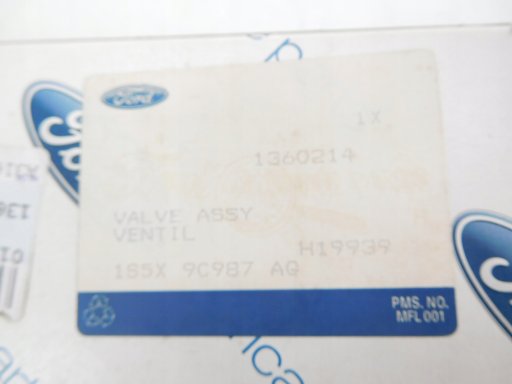 Ford
1X
1360214
VALVE ASSY
VENTIL
H19939
1S5X 9C987 AG
PMS. NO.
MFL 001